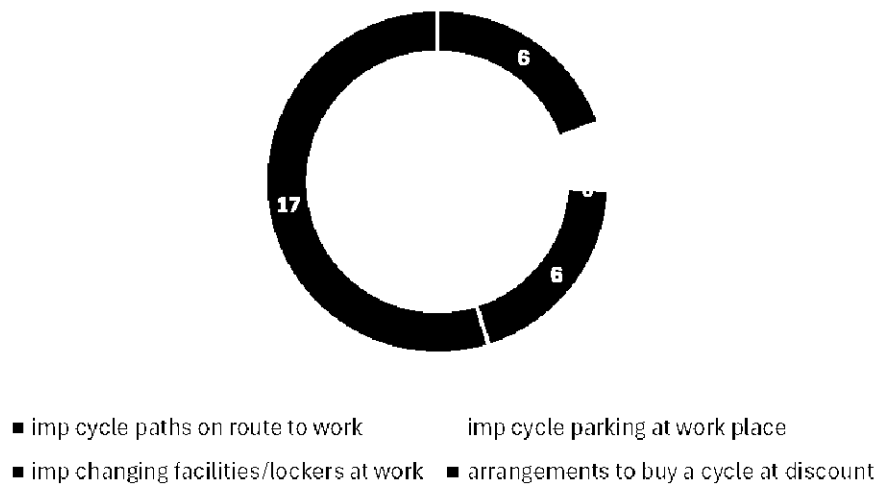 6
6
17
imp cycle paths on route to work
imp cycle parking at work place
imp changing facilities/lockers at work
arrangements to buy a cycle at discount